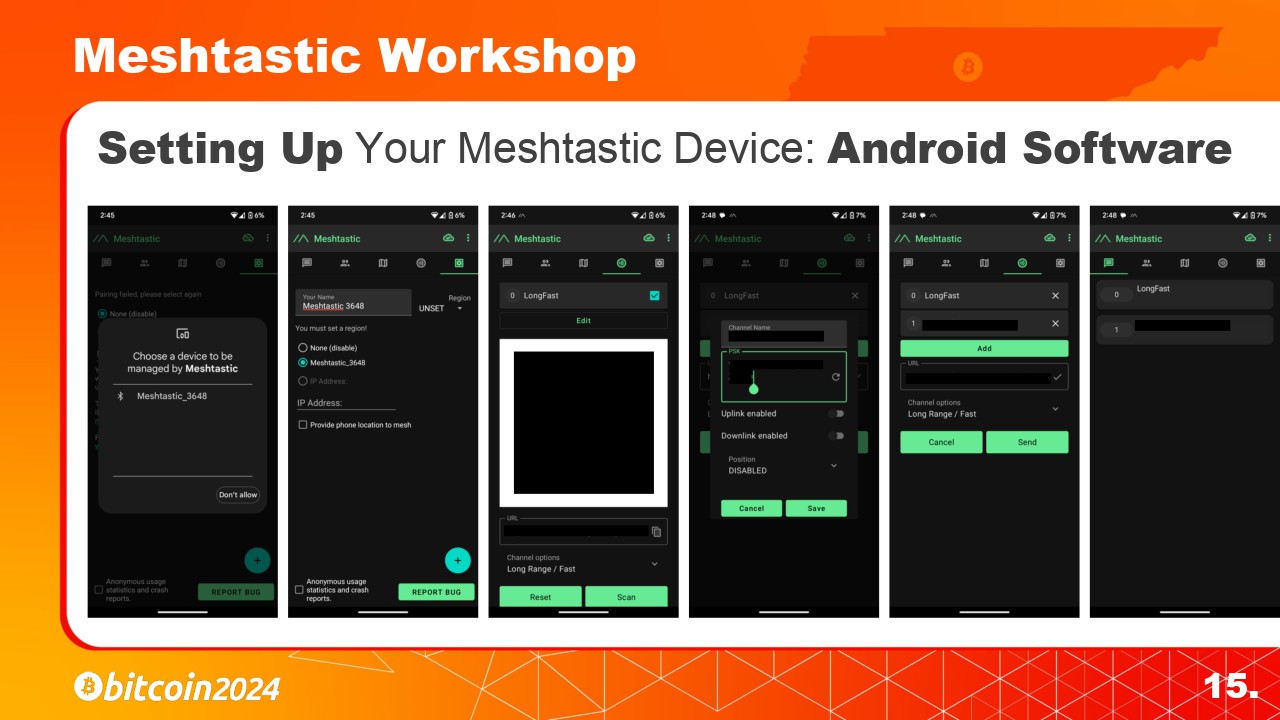 Meshtastic Workshop
Setting Up Your Meshtastic Device: Android Software
2:45
6%
Meshtastic
Pairing failed, please select again
None (disable)
Choose a device to be
managed by Meshtastic
Meshtastic_3648
Don't allow
+
Anonymous usage
statistics and crash
reports.
REPORT BUG
2:45
6%
Meshtastic
Your Name
Meshtastic 3648
Region
UNSET
You must set a region!
None (disable)
Meshtastic_3648
IP Address:
IP Address:
Provide phone location to mesh
+
Anonymous usage
statistics and crash
reports.
REPORT BUG
2:46
6%
Meshtastic
0 LongFast
Edit
URL
Channel options
Long Range / Fast
Reset Scan
2:48
7%
Meshtastic
0 LongFast
Channel Name
PSK
Uplink enabled
Downlink enabled
Position
DISABLED
Cancel Save
2:48
7%
Meshtastic
0 LongFast
1
Add
URL
Channel options
Long Range / Fast
Cancel Send
2:48
7%
Meshtastic
0 LongFast
1
bitcoin2024
15.